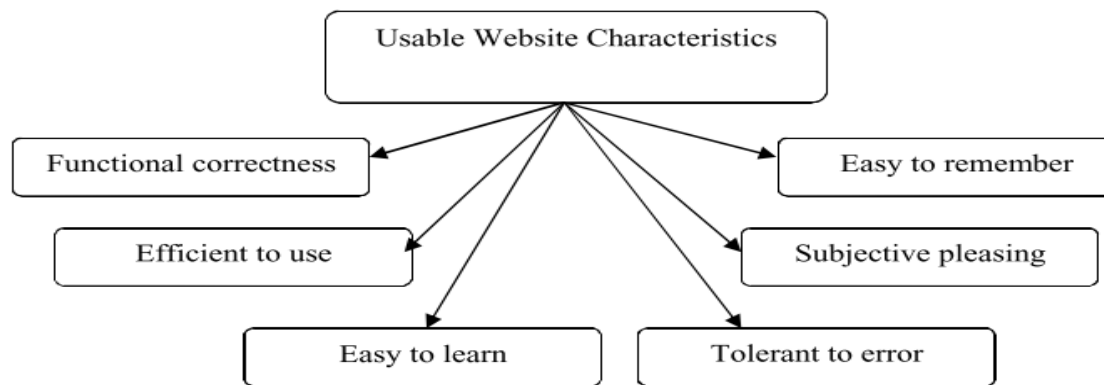 Usable Website Characteristics
Functional correctness
Easy to remember
Efficient to use
Subjective pleasing
Easy to learn
Tolerant to error